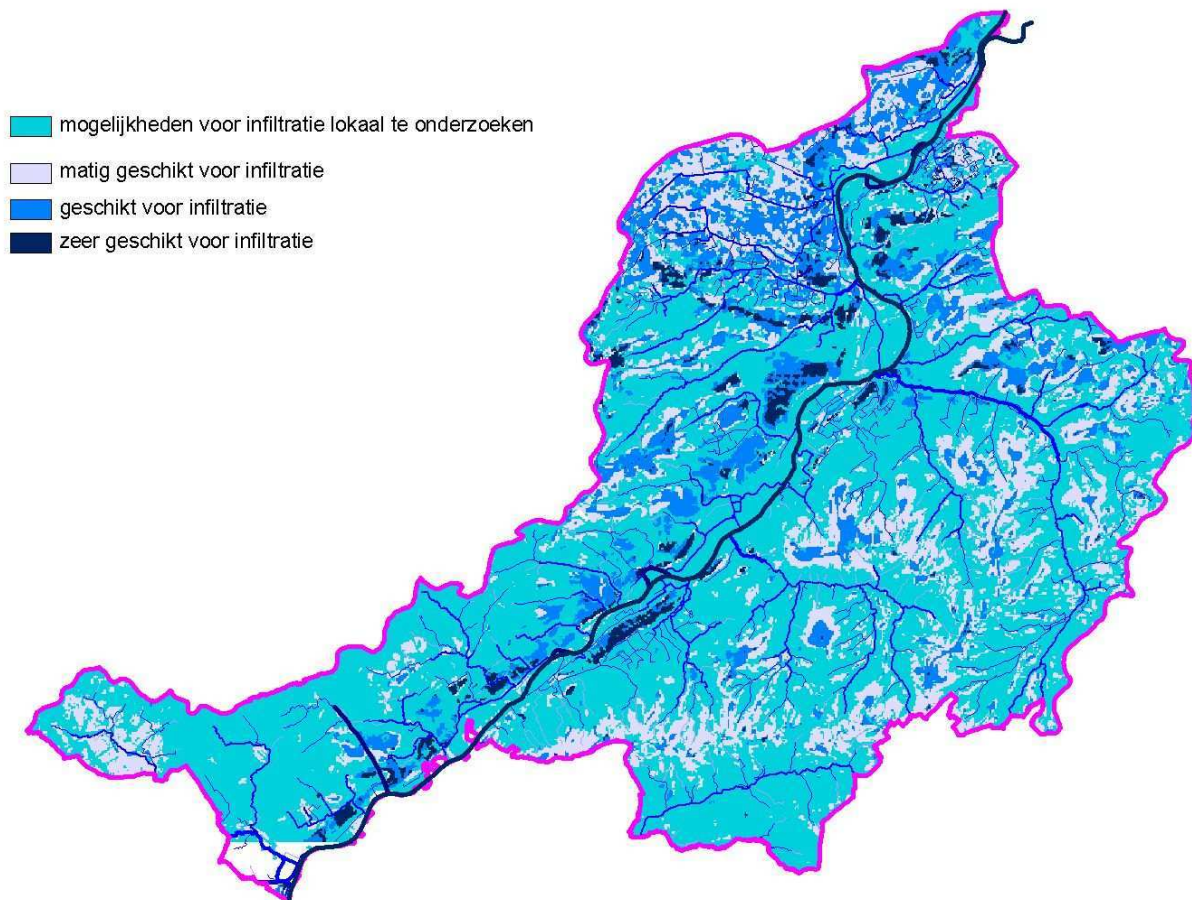 mogelijkheden voor infiltratie lokaal te onderzoeken
matig geschikt voor infiltratie
geschikt voor infiltratie
zeer geschikt voor infiltratie